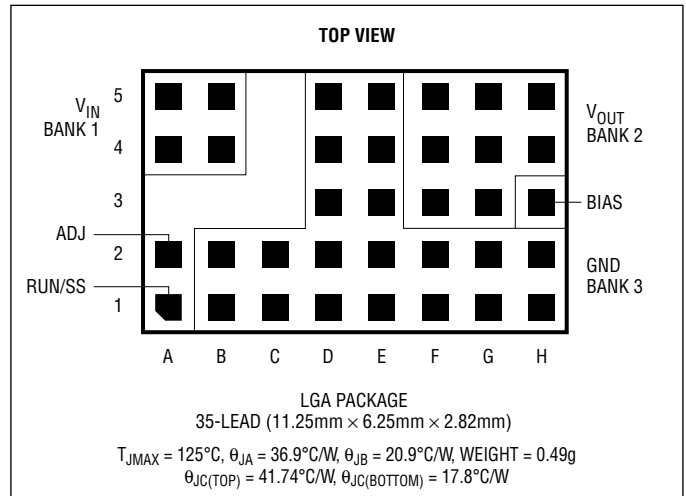 TOP VIEW
V_IN
BANK 1
5
4
3
2
1
V_OUT
BANK 2
BIAS
ADJ
RUN/SS
GND
BANK 3
A B C D E F G H
LGA PACKAGE
35-LEAD (11.25mm × 6.25mm × 2.82mm)
T_JMAX = 125°C, θ_JA = 36.9°C/W, θ_JB = 20.9°C/W, WEIGHT = 0.49g
θ_JC(TOP) = 41.74°C/W, θ_JC(BOTTOM) = 17.8°C/W